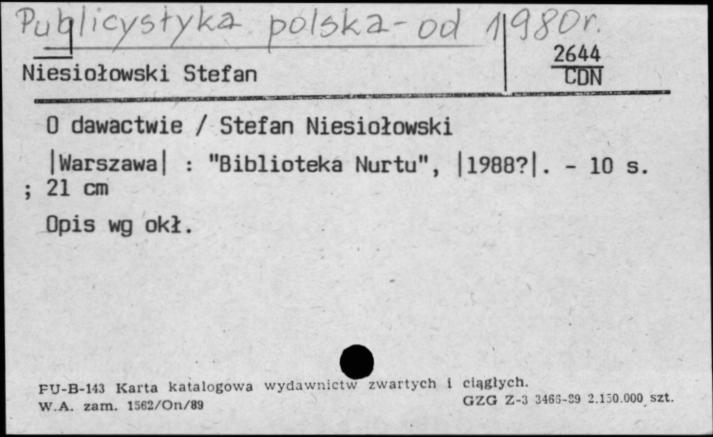 Publicystyka polska - od 1980r.
2644
CDN
Niesiołowski Stefan
O dawactwie / Stefan Niesiołowski
|Warszawa| : "Biblioteka Nurtu", |1988?|. - 10 s.
; 21 cm
Opis wg okł.
PU-B-143 Karta katalogowa wydawnictw zwartych i ciągłych.
W.A. zam. 1562/On/89 GZG Z-3 3466-89 2.150.000 szt.